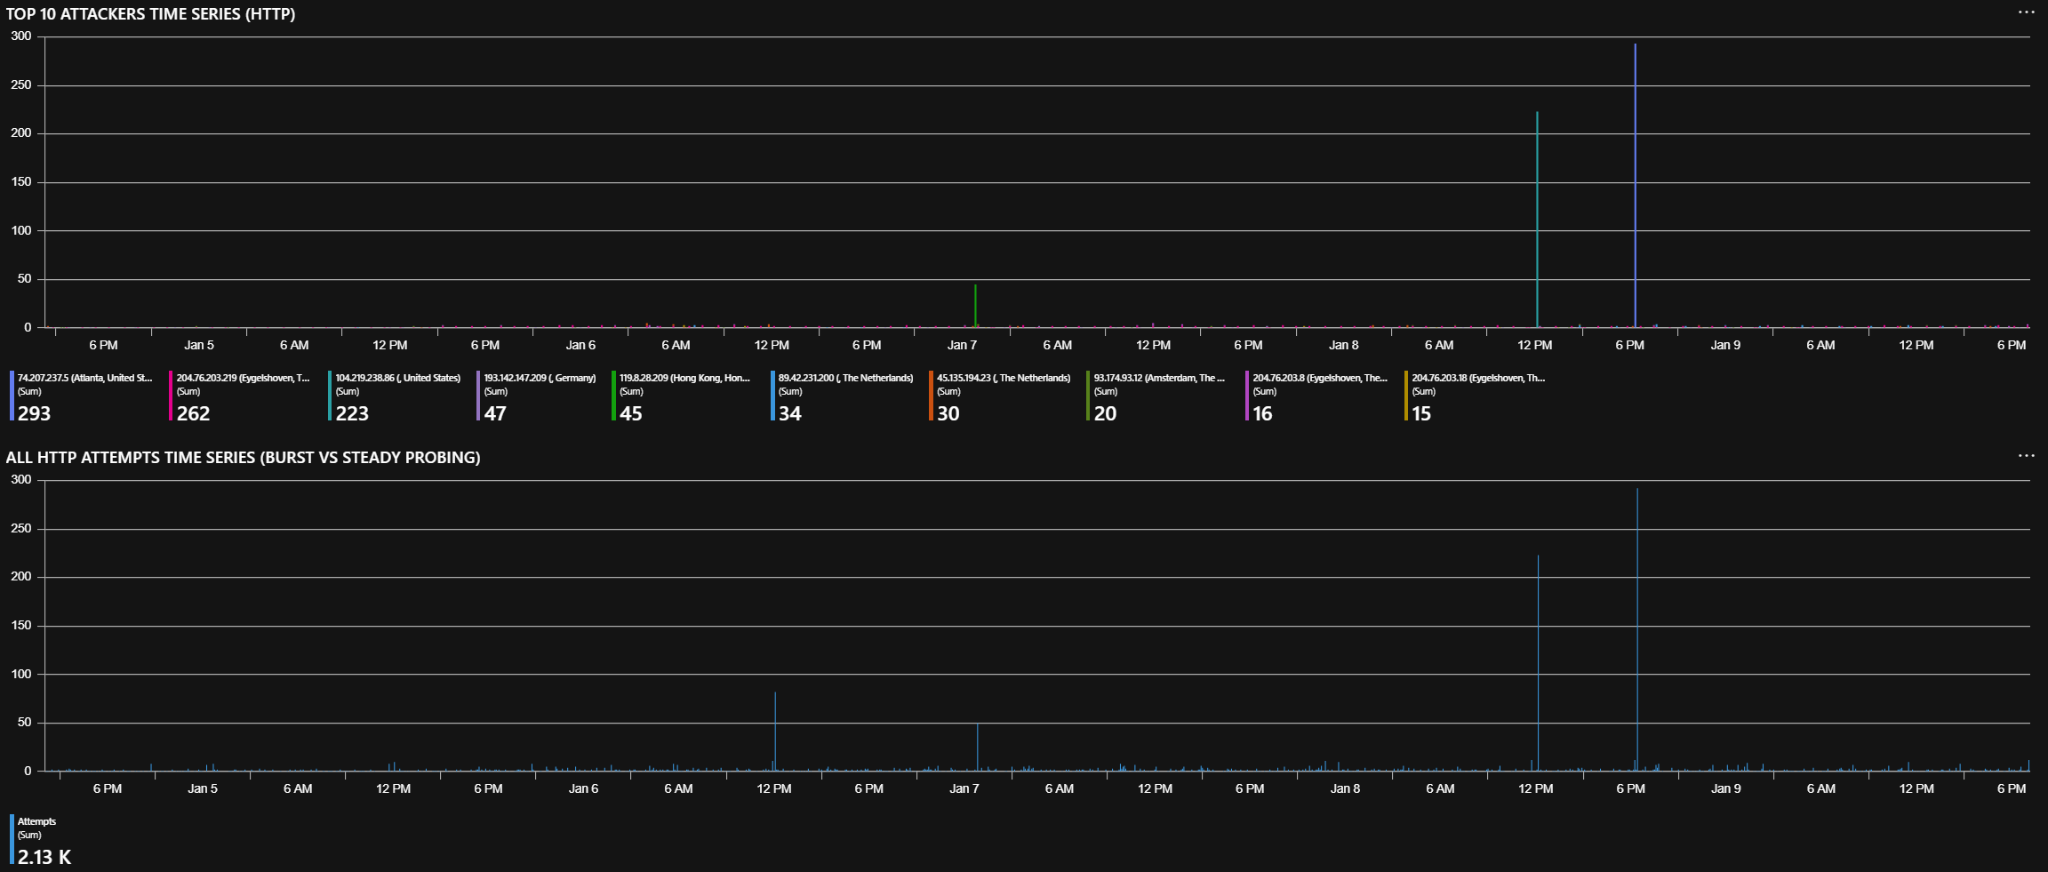 TOP 10 ATTACKERS TIME SERIES (HTTP)
300
250
200
150
100
50
0
6 PM Jan 5 6 AM 12 PM 6 PM Jan 6 6 AM 12 PM 6 PM Jan 7 6 AM 12 PM 6 PM Jan 8 6 AM 12 PM 6 PM Jan 9 6 AM 12 PM 6 PM
74.207.237.5 (Atlanta, United St... 204.76.203.219 (Eygelshoven, T... 104.219.238.86 (, United States) 193.142.147.209 (, Germany) 119.8.28.209 (Hong Kong, Hon... 89.42.231.200 (, The Netherlands) 45.135.194.23 (, The Netherlands) 93.174.93.12 (Amsterdam, The ... 204.76.203.8 (Eygelshoven, The... 204.76.203.18 (Eygelshoven, Th...
(Sum) (Sum) (Sum) (Sum) (Sum) (Sum) (Sum) (Sum) (Sum) (Sum)
293 262 223 47 45 34 30 20 16 15
ALL HTTP ATTEMPTS TIME SERIES (BURST VS STEADY PROBING)
300
250
200
150
100
50
0
6 PM Jan 5 6 AM 12 PM 6 PM Jan 6 6 AM 12 PM 6 PM Jan 7 6 AM 12 PM 6 PM Jan 8 6 AM 12 PM 6 PM Jan 9 6 AM 12 PM 6 PM
Attempts
(Sum)
2.13 K